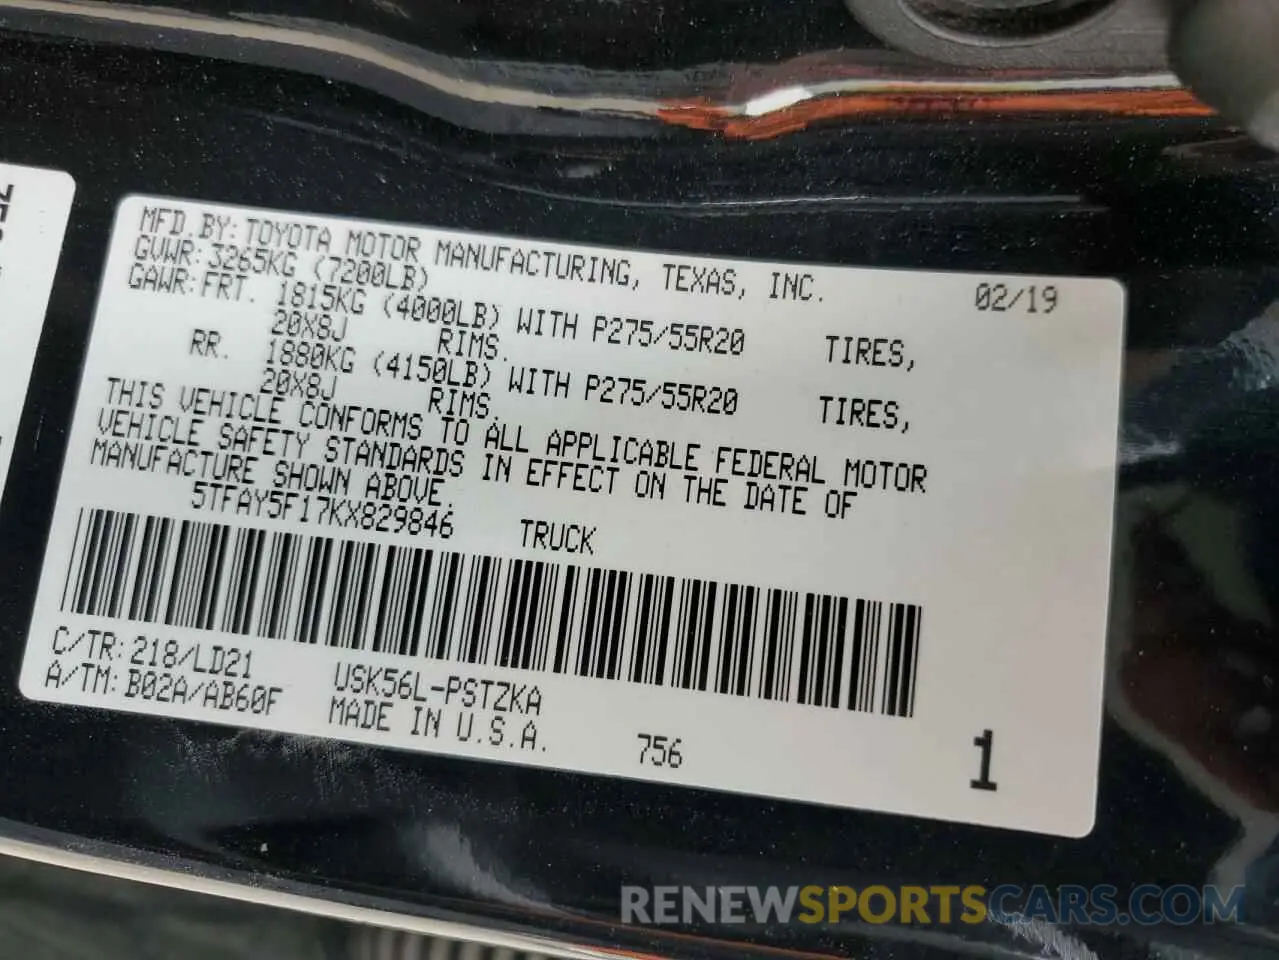 MFD.BY:TOYOTA MOTOR MANUFACTURING, TEXAS, INC. 02/19
GVWR:3265KG (7200LB)
GAWR:FRT. 1815KG (4000LB) WITH P275/55R20 TIRES,
20X8J RIMS.
RR. 1880KG (4150LB) WITH P275/55R20 TIRES,
20X8J RIMS.
THIS VEHICLE CONFORMS TO ALL APPLICABLE FEDERAL MOTOR
VEHICLE SAFETY STANDARDS IN EFFECT ON THE DATE OF
MANUFACTURE SHOWN ABOVE.
5TFAY5F17KX829846 TRUCK
C/TR:218/LD21 USK56L-PSTZKA
A/TM:B02A/AB60F MADE IN U.S.A. 756 1
RENEWSPORTSCARS.COM